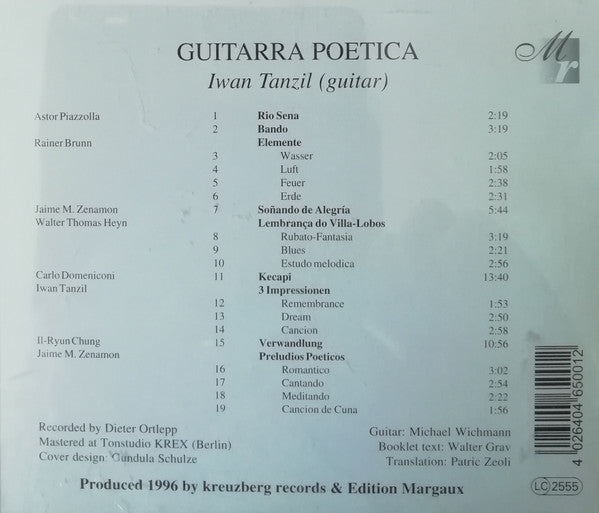 GUITARRA POETICA
Mr
Iwan Tanzil (guitar)
Astor Piazzolla 1 Rio Sena 2:19
2 Bando 3:19
Rainer Brunn Elemente
3 Wasser 2:05
4 Luft 1:58
5 Feuer 2:38
6 Erde 2:31
Jaime M. Zenamon 7 Soñando de Alegría 5:44
Walter Thomas Heyn Lembrança do Villa-Lobos
8 Rubato-Fantasia 3:19
9 Blues 2:21
10 Estudo melodica 2:56
Carlo Domeniconi 11 Kecapi 13:40
Iwan Tanzil 3 Impressionen
12 Remembrance 1:53
13 Dream 2:50
14 Cancion 2:58
Il-Ryun Chung 15 Verwandlung 10:56
Jaime M. Zenamon Preludios Poeticos
16 Romantico 3:02
17 Cantando 2:54
18 Meditando 2:22
19 Cancion de Cuna 1:56
Recorded by Dieter Ortlepp
Mastered at Tonstudio KREX (Berlin)
Cover design: Gundula Schulze
Guitar: Michael Wichmann
Booklet text: Walter Grav
Translation: Patric Zeoli
Produced 1996 by kreuzberg records & Edition Margaux
LC 2555
4 026404 650012